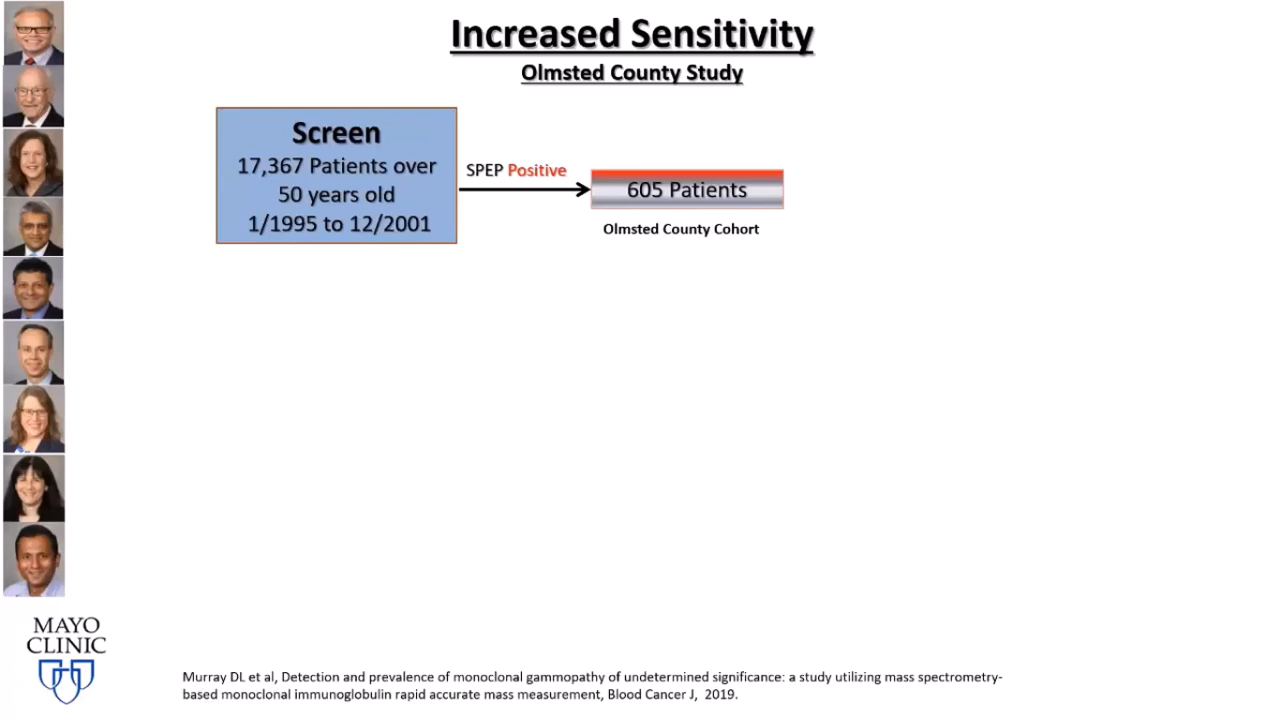 Increased Sensitivity
Olmsted County Study
Screen
17,367 Patients over
50 years old
1/1995 to 12/2001
SPEP Positive
605 Patients
Olmsted County Cohort
MAYO
CLINIC
Murray DL et al, Detection and prevalence of monoclonal gammopathy of undetermined significance: a study utilizing mass spectrometry-
based monoclonal immunoglobulin rapid accurate mass measurement, Blood Cancer J, 2019.